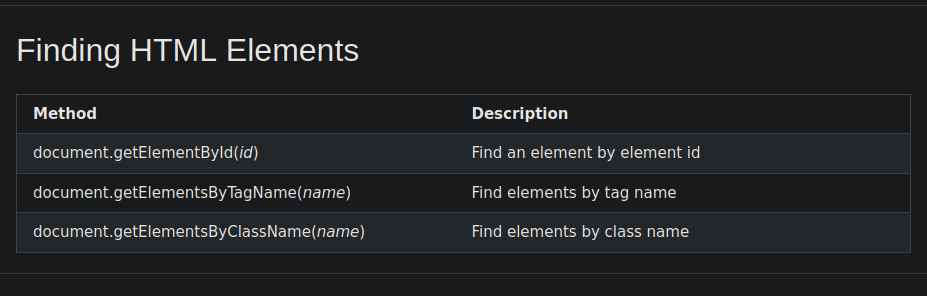 Finding HTML Elements
Method Description
document.getElementById(id) Find an element by element id
document.getElementsByTagName(name) Find elements by tag name
document.getElementsByClassName(name) Find elements by class name